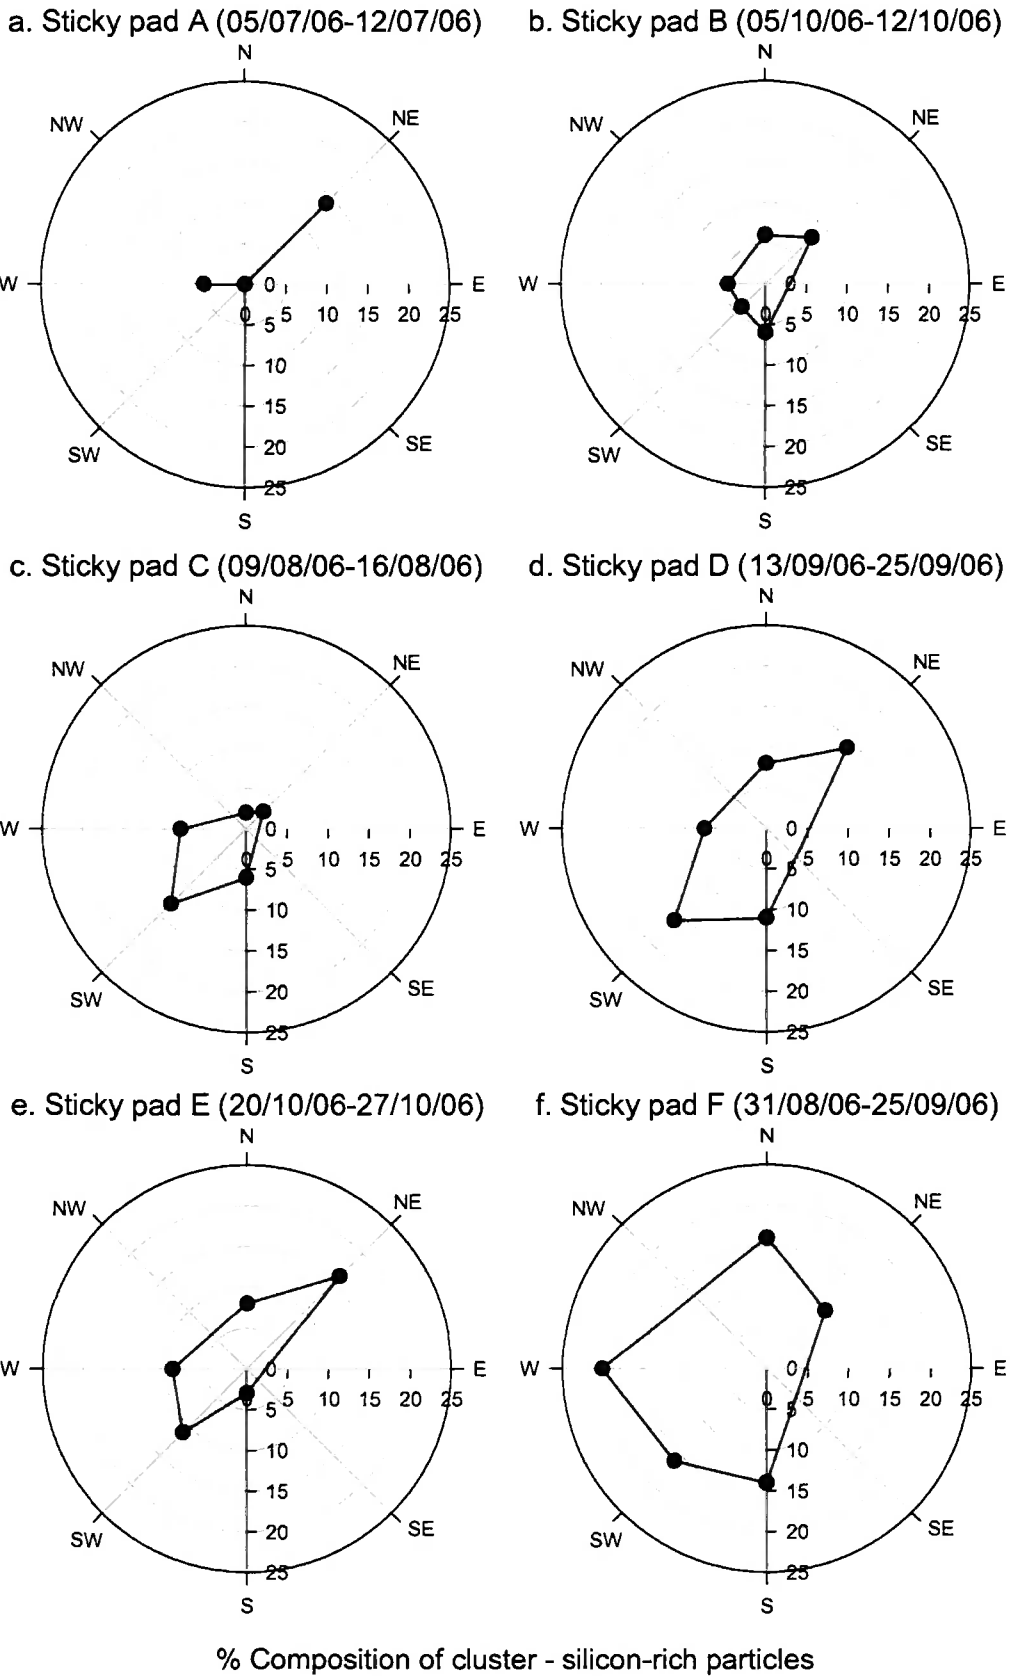 a. Sticky pad A (05/07/06-12/07/06)
N
NW
NE
W
0
E
0 5 10 15 20 25
5
10
15
20
25
SW
SE
S
b. Sticky pad B (05/10/06-12/10/06)
N
NW
NE
W
0
E
0 5 10 15 20 25
5
10
15
20
25
SW
SE
S
c. Sticky pad C (09/08/06-16/08/06)
N
NW
NE
W
0
E
0 5 10 15 20 25
5
10
15
20
25
SW
SE
S
d. Sticky pad D (13/09/06-25/09/06)
N
NW
NE
W
0
E
0 5 10 15 20 25
5
10
15
20
25
SW
SE
S
e. Sticky pad E (20/10/06-27/10/06)
N
NW
NE
W
0
E
0 5 10 15 20 25
5
10
15
20
25
SW
SE
S
f. Sticky pad F (31/08/06-25/09/06)
N
NW
NE
W
0
E
0 5 10 15 20 25
5
10
15
20
25
SW
SE
S
% Composition of cluster - silicon-rich particles